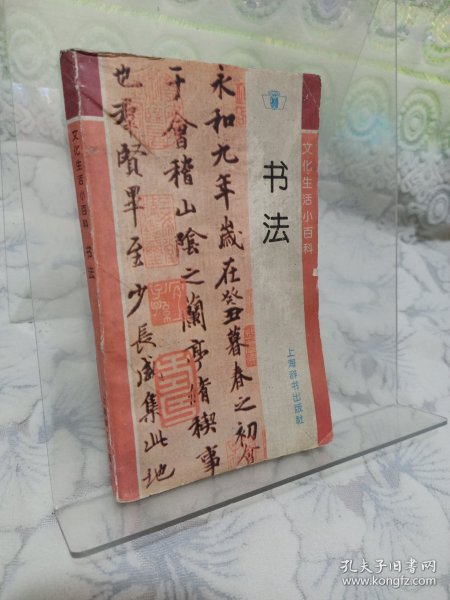 永和九年歲在癸丑暮春之初會
于會稽山陰之蘭亭脩禊事
也羣賢畢至少長咸集此地
书法
文化生活小百科
上海辞书出版社
文化生活小百科 书法
孔夫子旧书网
www.kongfz.com